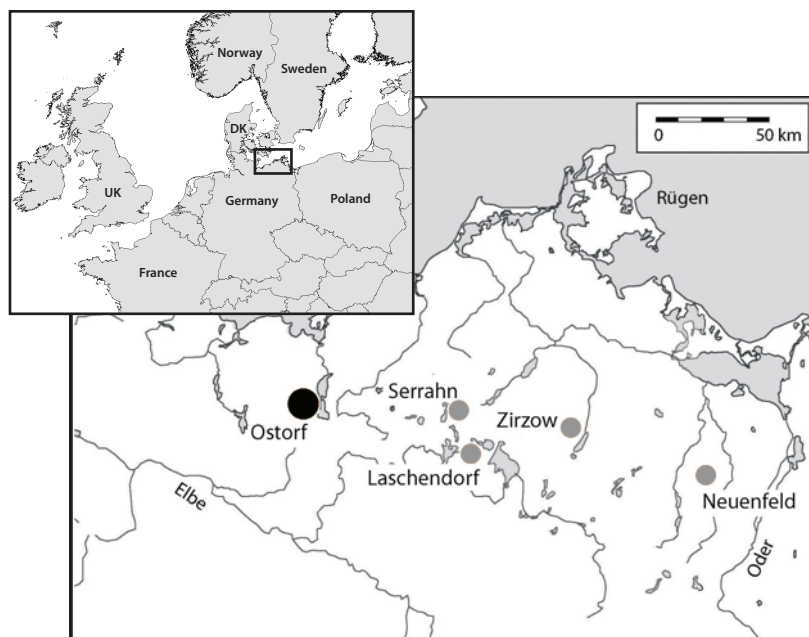 Norway
Sweden
DK
UK
Germany
Poland
France
0 50 km
Rügen
Serrahn
Zirzow
Ostorf
Laschendorf
Neuenfeld
Elbe
Oder